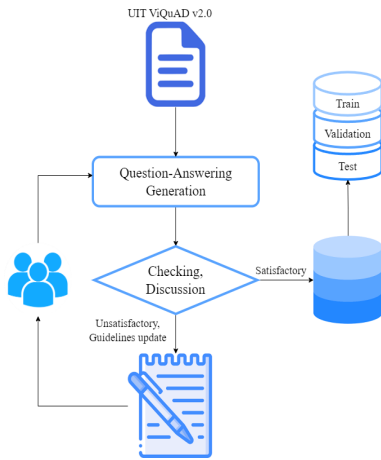 UIT ViQuAD v2.0
Train
Validation
Test
Question-Answering
Generation
Checking,
Discussion
Satisfactory
Unsatisfactory,
Guidelines update